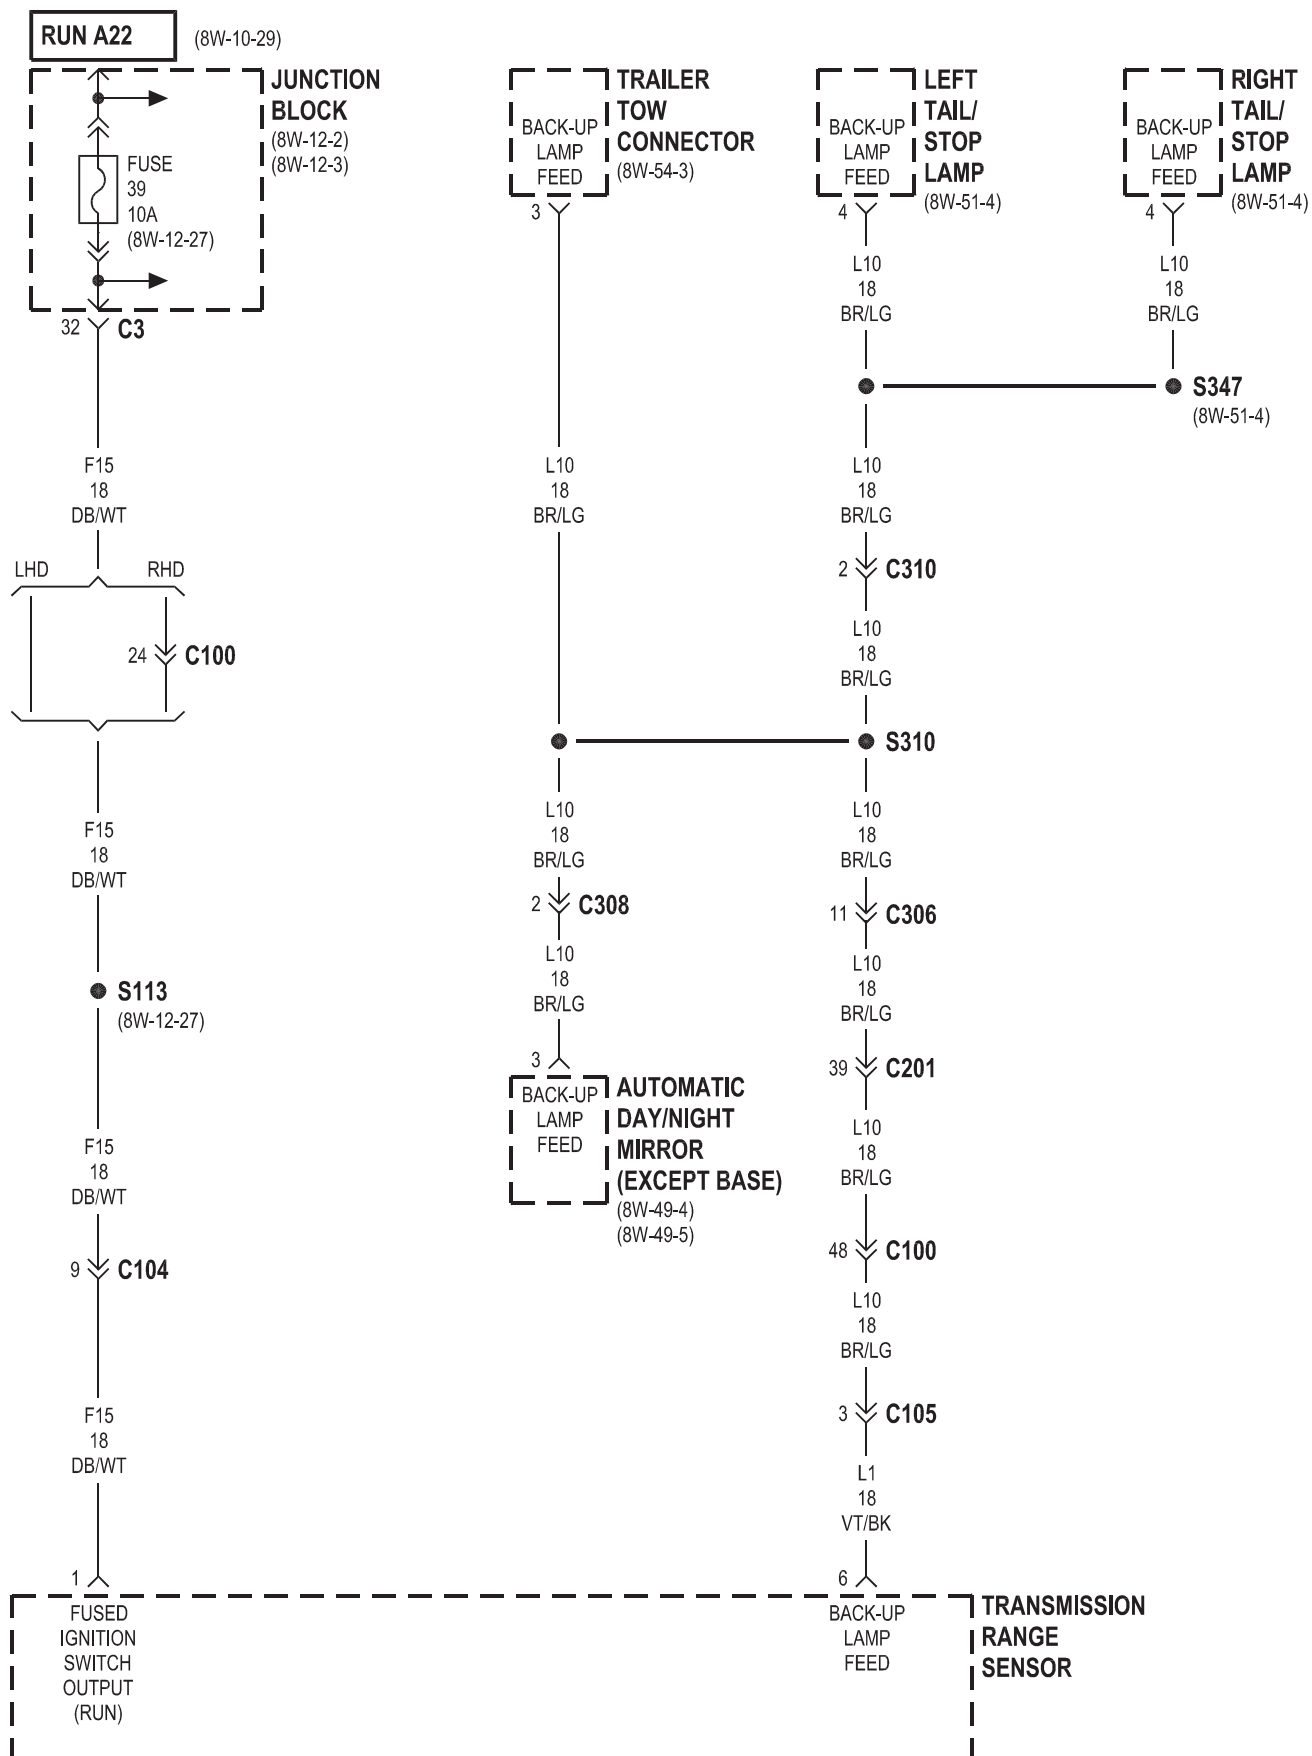 RUN A22
(8W-10-29)
JUNCTION
BLOCK
(8W-12-2)
(8W-12-3)
FUSE
39
10A
(8W-12-27)
32
C3
F15
18
DB/WT
LHD
RHD
24
C100
F15
18
DB/WT
S113
(8W-12-27)
F15
18
DB/WT
9
C104
F15
18
DB/WT
1
FUSED
IGNITION
SWITCH
OUTPUT
(RUN)
BACK-UP
LAMP
FEED
TRAILER
TOW
CONNECTOR
(8W-54-3)
3
L10
18
BR/LG
L10
18
BR/LG
2
C308
L10
18
BR/LG
3
BACK-UP
LAMP
FEED
AUTOMATIC
DAY/NIGHT
MIRROR
(EXCEPT BASE)
(8W-49-4)
(8W-49-5)
BACK-UP
LAMP
FEED
LEFT
TAIL/
STOP
LAMP
(8W-51-4)
4
L10
18
BR/LG
BACK-UP
LAMP
FEED
RIGHT
TAIL/
STOP
LAMP
(8W-51-4)
4
L10
18
BR/LG
S347
(8W-51-4)
L10
18
BR/LG
2
C310
L10
18
BR/LG
S310
L10
18
BR/LG
11
C306
L10
18
BR/LG
39
C201
L10
18
BR/LG
48
C100
L10
18
BR/LG
3
C105
L1
18
VT/BK
6
BACK-UP
LAMP
FEED
TRANSMISSION
RANGE
SENSOR